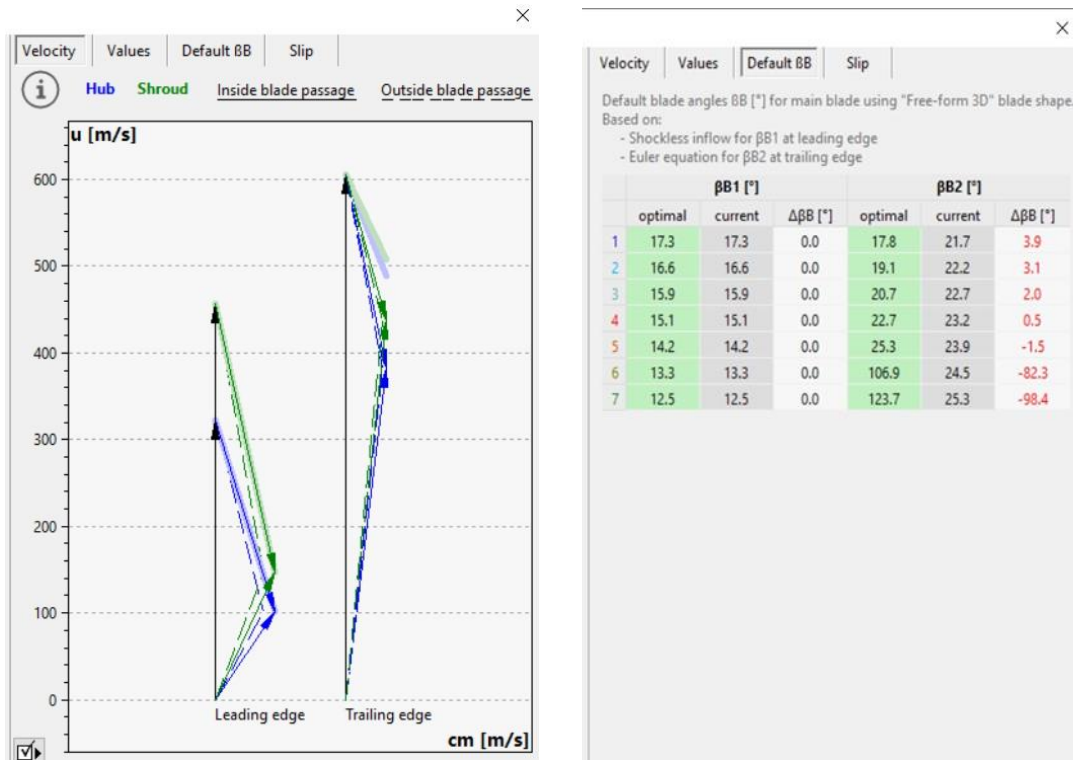 Velocity Values Default ßB Slip
Hub Shroud Inside blade passage Outside blade passage
u [m/s]
600
500
400
300
200
100
0
Leading edge Trailing edge
cm [m/s]
Velocity Values Default ßB Slip
Default blade angles ßB [°] for main blade using "Free-form 3D" blade shape.
Based on:
- Shockless inflow for βB1 at leading edge
- Euler equation for βB2 at trailing edge
βB1 [°] βB2 [°]
optimal current ΔβB [°] optimal current ΔβB [°]
1 17.3 17.3 0.0 17.8 21.7 3.9
2 16.6 16.6 0.0 19.1 22.2 3.1
3 15.9 15.9 0.0 20.7 22.7 2.0
4 15.1 15.1 0.0 22.7 23.2 0.5
5 14.2 14.2 0.0 25.3 23.9 -1.5
6 13.3 13.3 0.0 106.9 24.5 -82.3
7 12.5 12.5 0.0 123.7 25.3 -98.4